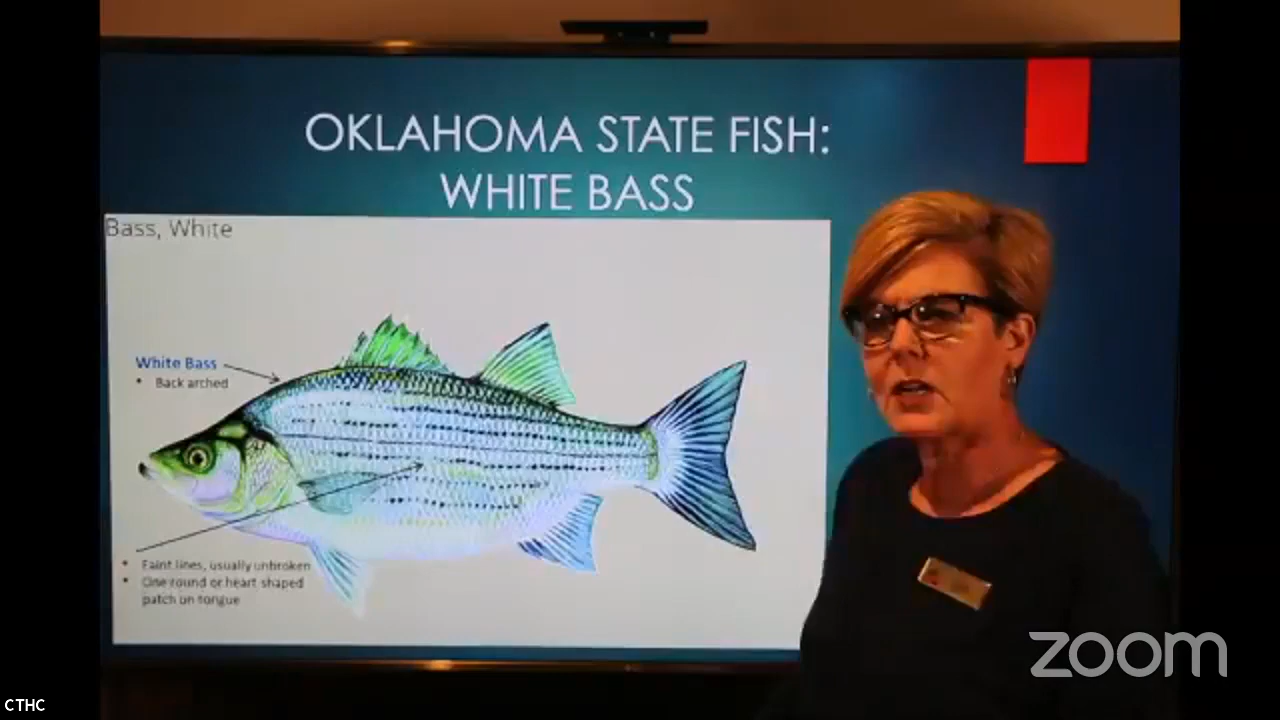 OKLAHOMA STATE FISH:
WHITE BASS
Bass, White
White Bass
• Back arched
• Faint lines, usually unbroken
• One round or heart shaped
patch on tongue
zoom
CTHC